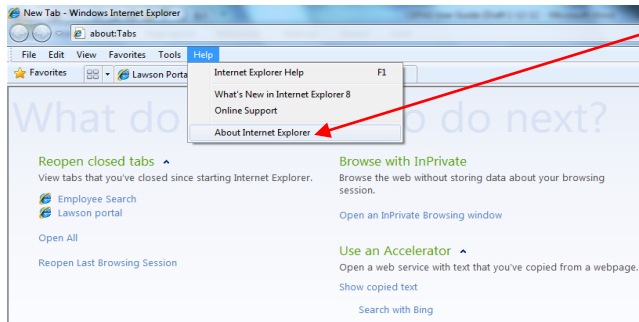 New Tab - Windows Internet Explorer
about:Tabs
File Edit View Favorites Tools Help
Favorites Lawson Porta
Internet Explorer Help F1
What's New in Internet Explorer 8
Online Support
About Internet Explorer
What do do next?
Reopen closed tabs
View tabs that you've closed since starting Internet Explorer.
Employee Search
Lawson portal
Open All
Reopen Last Browsing Session
Browse with InPrivate
Browse the web without storing data about your browsing
session.
Open an InPrivate Browsing window
Use an Accelerator
Open a web service with text that you've copied from a webpage.
Show copied text
Search with Bing